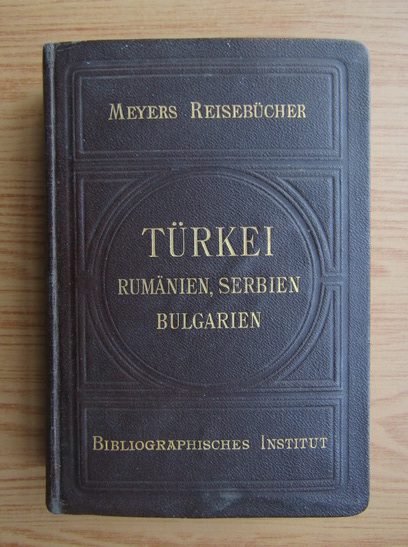 MEYERS REISEBÜCHER
TÜRKEI
RUMÄNIEN, SERBIEN
BULGARIEN
BIBLIOGRAPHISCHES INSTITUT